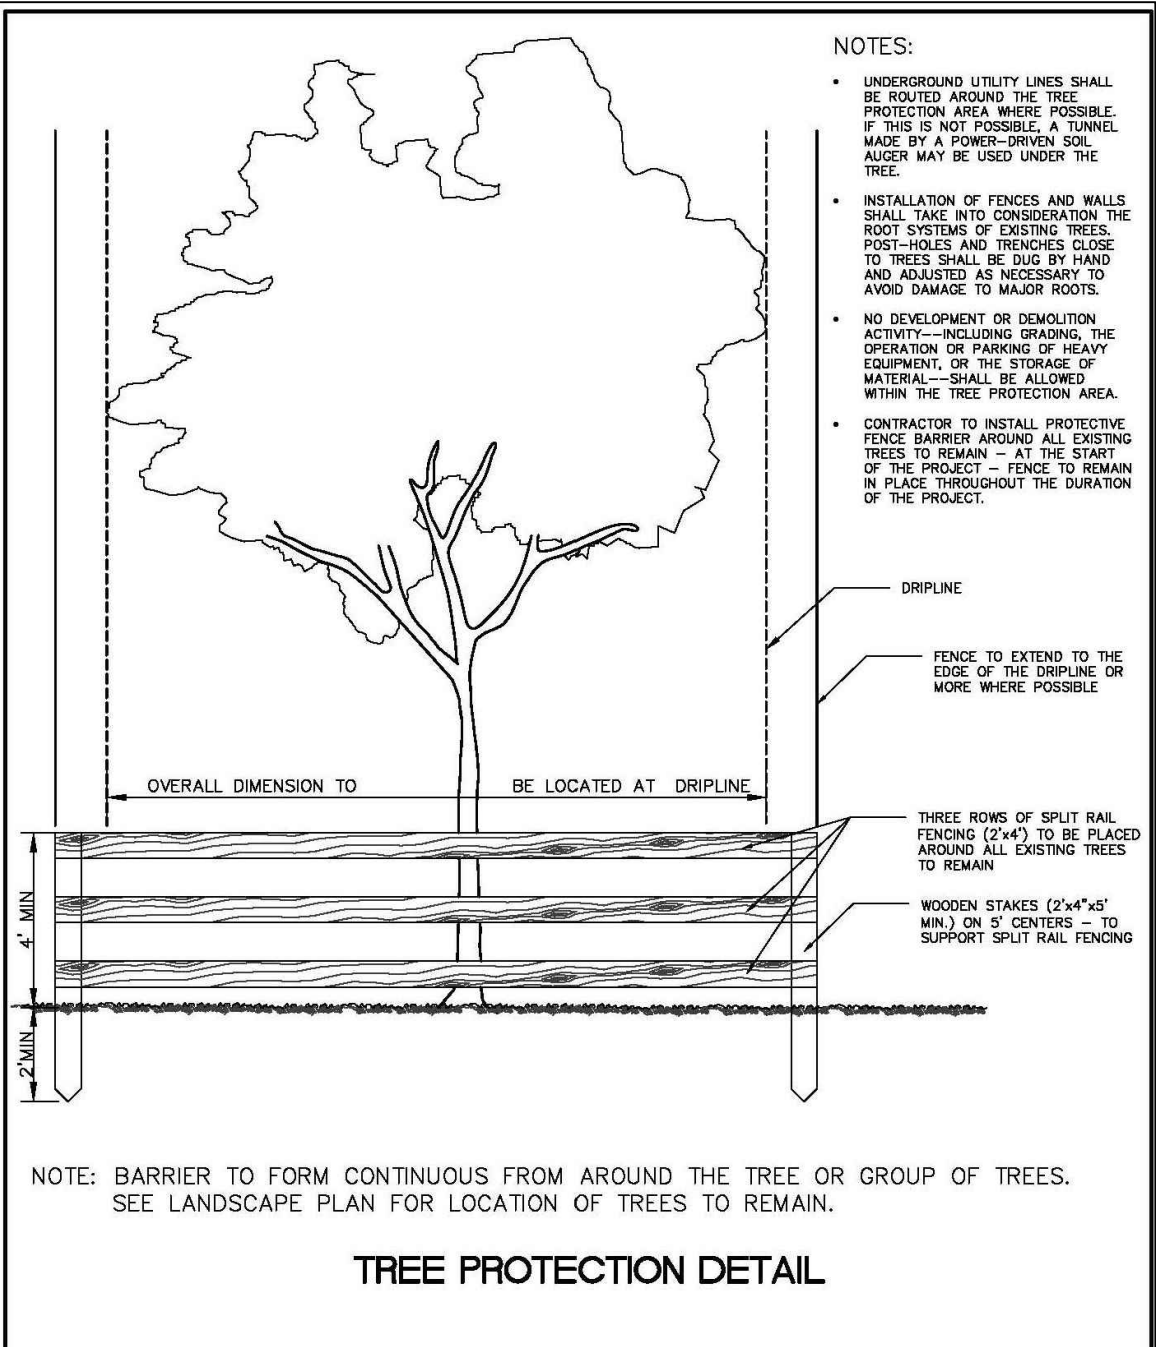 NOTES:
• UNDERGROUND UTILITY LINES SHALL
BE ROUTED AROUND THE TREE
PROTECTION AREA WHERE POSSIBLE.
IF THIS IS NOT POSSIBLE, A TUNNEL
MADE BY A POWER-DRIVEN SOIL
AUGER MAY BE USED UNDER THE
TREE.
• INSTALLATION OF FENCES AND WALLS
SHALL TAKE INTO CONSIDERATION THE
ROOT SYSTEMS OF EXISTING TREES.
POST-HOLES AND TRENCHES CLOSE
TO TREES SHALL BE DUG BY HAND
AND ADJUSTED AS NECESSARY TO
AVOID DAMAGE TO MAJOR ROOTS.
• NO DEVELOPMENT OR DEMOLITION
ACTIVITY--INCLUDING GRADING, THE
OPERATION OR PARKING OF HEAVY
EQUIPMENT, OR THE STORAGE OF
MATERIAL--SHALL BE ALLOWED
WITHIN THE TREE PROTECTION AREA.
• CONTRACTOR TO INSTALL PROTECTIVE
FENCE BARRIER AROUND ALL EXISTING
TREES TO REMAIN - AT THE START
OF THE PROJECT - FENCE TO REMAIN
IN PLACE THROUGHOUT THE DURATION
OF THE PROJECT.
DRIPLINE
FENCE TO EXTEND TO THE
EDGE OF THE DRIPLINE OR
MORE WHERE POSSIBLE
OVERALL DIMENSION TO BE LOCATED AT DRIPLINE
THREE ROWS OF SPLIT RAIL
FENCING (2'x4') TO BE PLACED
AROUND ALL EXISTING TREES
TO REMAIN
WOODEN STAKES (2'x4"x5'
MIN.) ON 5' CENTERS - TO
SUPPORT SPLIT RAIL FENCING
4' MIN
2'MIN
NOTE: BARRIER TO FORM CONTINUOUS FROM AROUND THE TREE OR GROUP OF TREES.
SEE LANDSCAPE PLAN FOR LOCATION OF TREES TO REMAIN.
TREE PROTECTION DETAIL